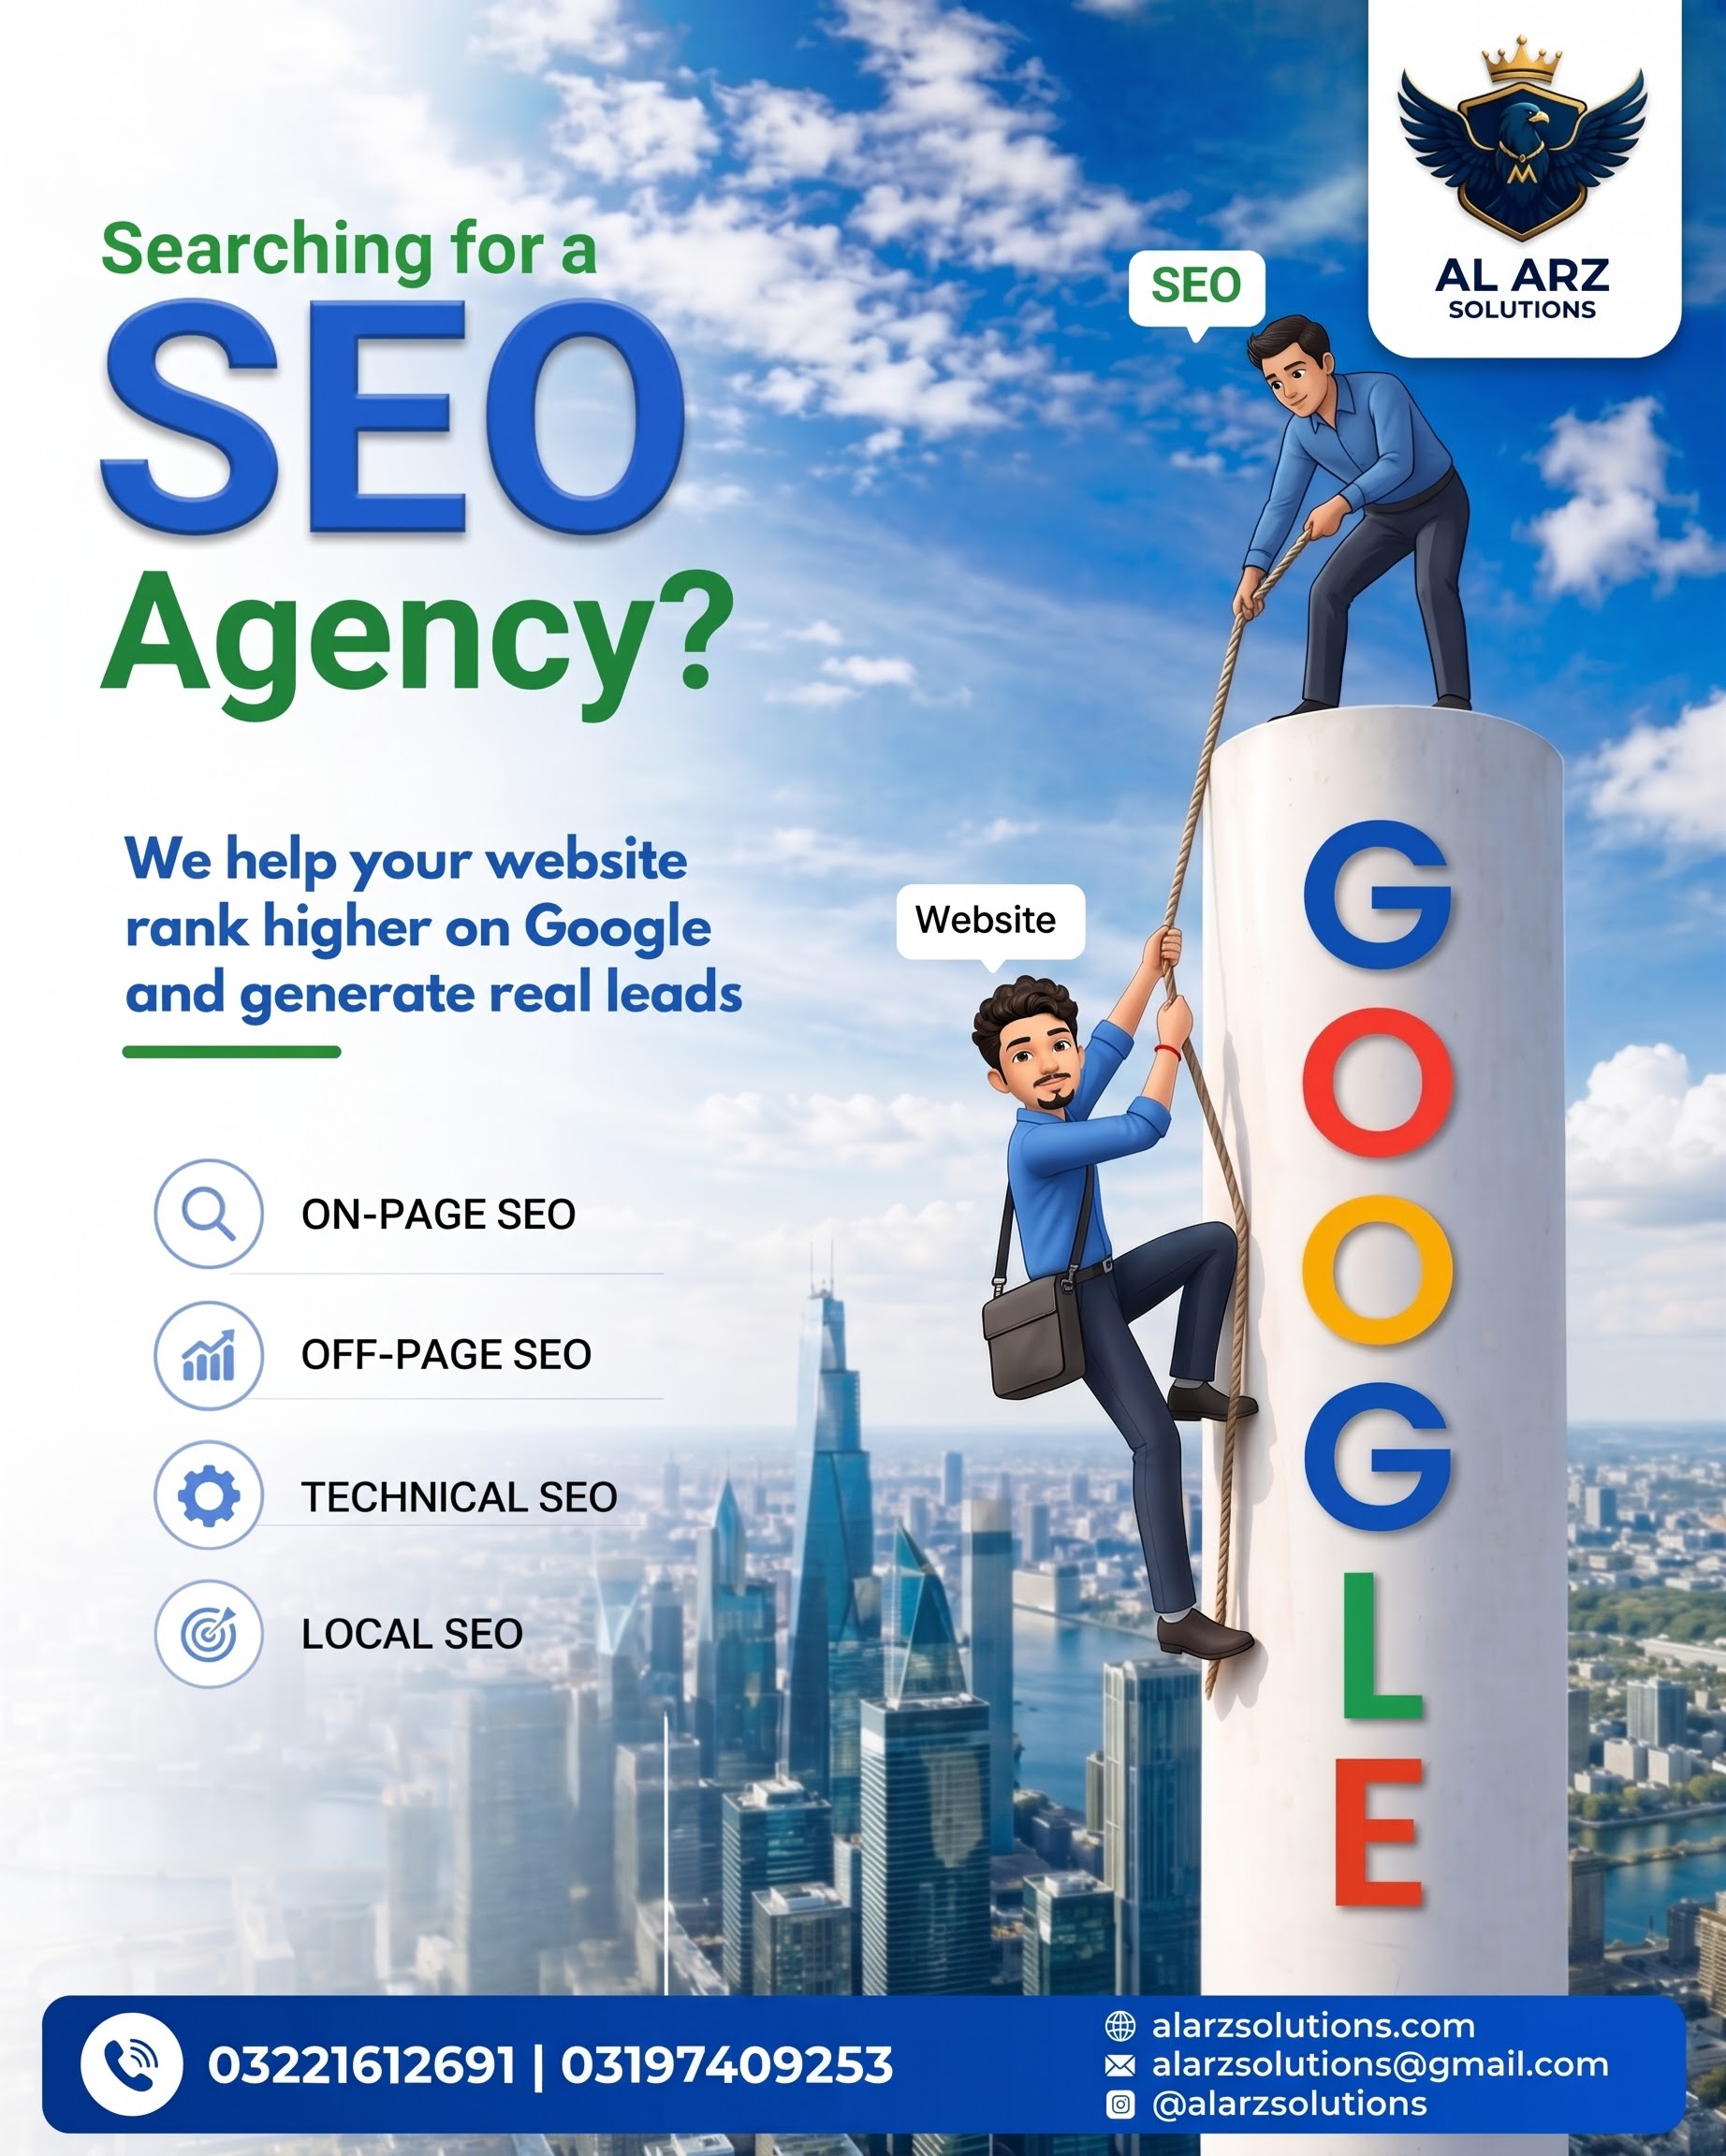 AL ARZ
SOLUTIONS
Searching for a
SEO
Agency?
SEO
We help your website
rank higher on Google
and generate real leads
Website
ON-PAGE SEO
OFF-PAGE SEO
TECHNICAL SEO
LOCAL SEO
G
O
O
G
L
E
03221612691 | 03197409253
alarzsolutions.com
alarzsolutions@gmail.com
@alarzsolutions